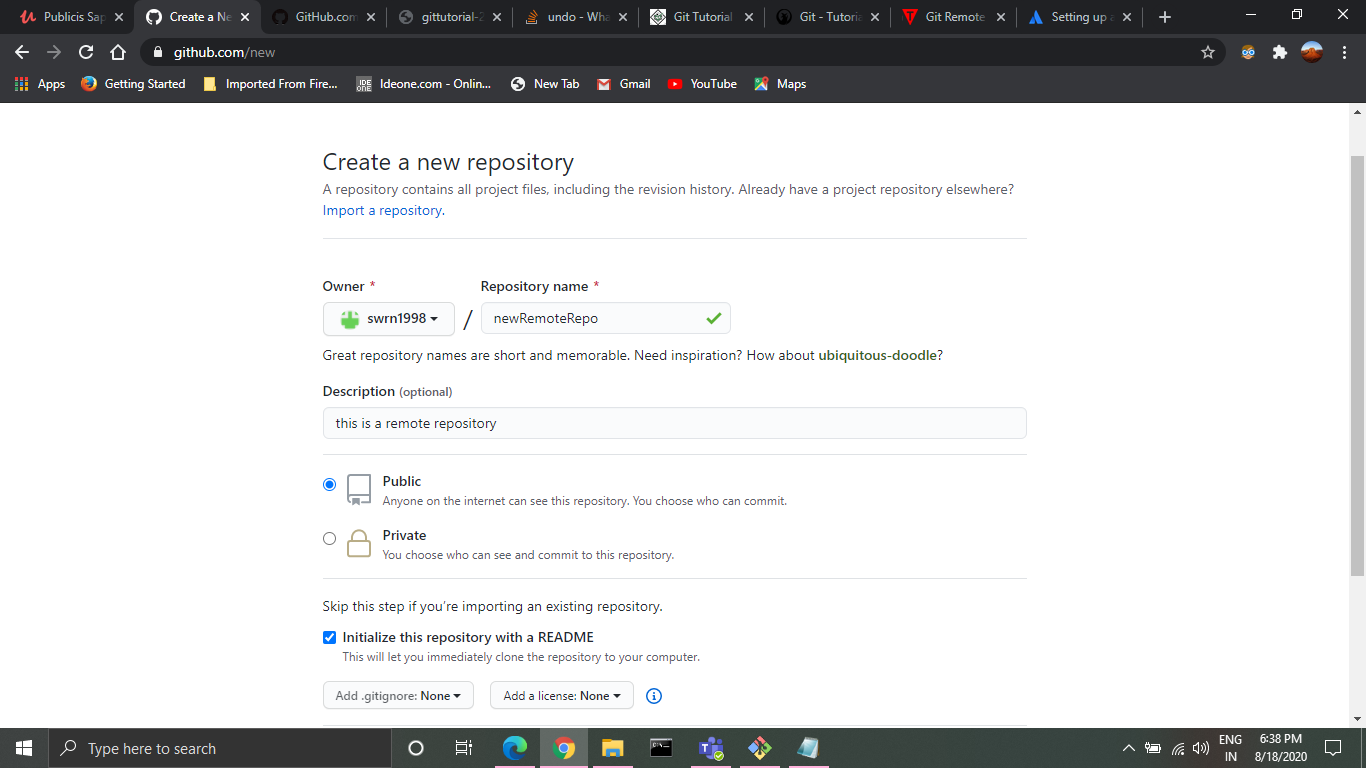 Publicis Sap
Create a Ne
GitHub.com
gittutorial-2
undo - Wha
Git Tutorial
Git - Tutoria
Git Remote
Setting up a
github.com/new
Apps
Getting Started
Imported From Fire...
Ideone.com - Onlin...
New Tab
Gmail
YouTube
Maps
Create a new repository
A repository contains all project files, including the revision history. Already have a project repository elsewhere?
Import a repository.
Owner *
Repository name *
swrn1998 / newRemoteRepo
Great repository names are short and memorable. Need inspiration? How about ubiquitous-doodle?
Description (optional)
this is a remote repository
Public
Anyone on the internet can see this repository. You choose who can commit.
Private
You choose who can see and commit to this repository.
Skip this step if you're importing an existing repository.
Initialize this repository with a README
This will let you immediately clone the repository to your computer.
Add .gitignore: None
Add a license: None
Type here to search
ENG
IN
6:38 PM
8/18/2020